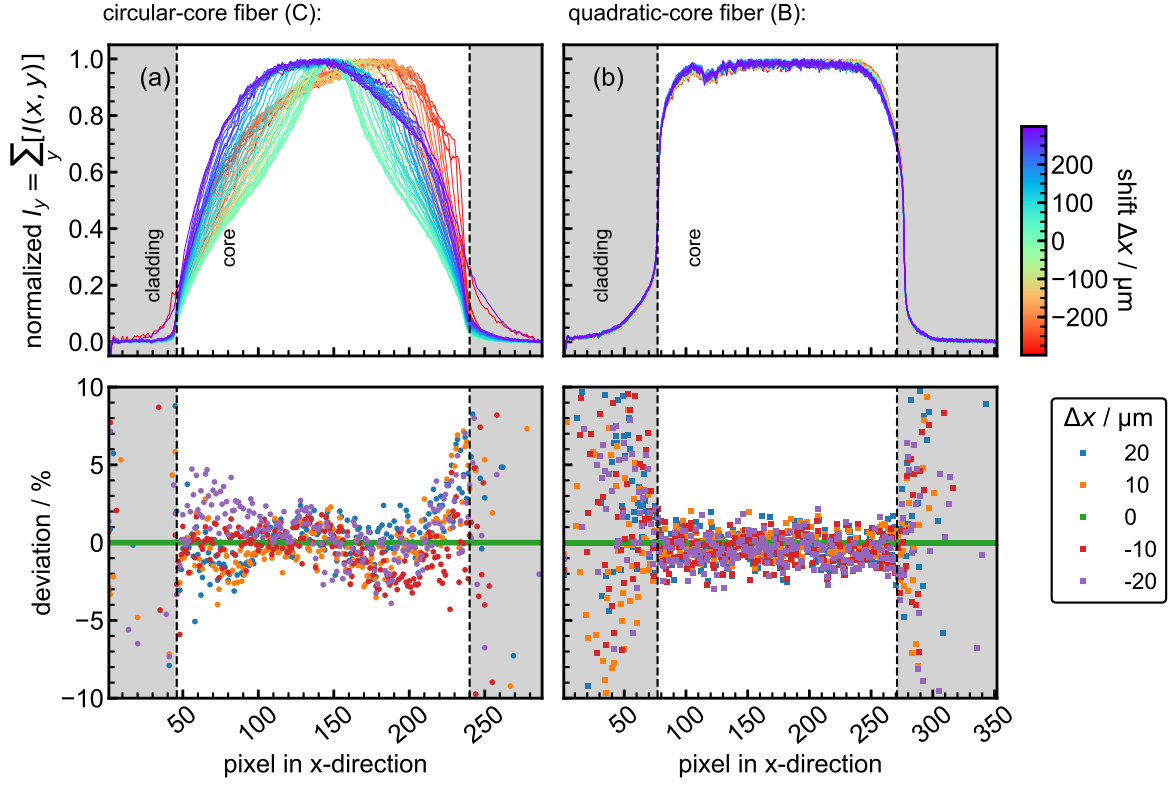 circular-core fiber (C):
quadratic-core fiber (B):
normalized I_y = ∑_y[I(x, y)]
1.0
0.8
0.6
0.4
0.2
0.0
(a)
cladding
core
(b)
cladding
core
200
100
0
−100
−200
shift Δx / µm
deviation / %
10
5
0
−5
−10
50
100
150
200
250
pixel in x-direction
50
100
150
200
250
300
350
pixel in x-direction
Δx / µm
20
10
0
-10
-20